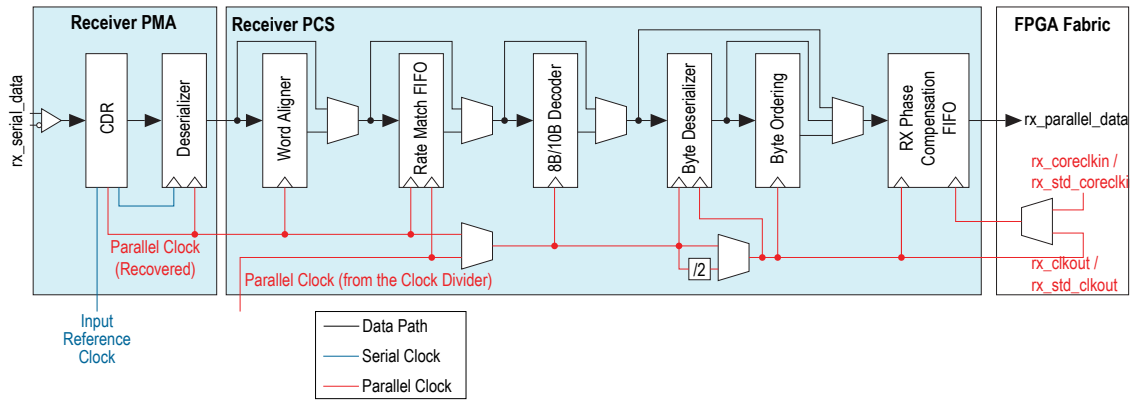 Receiver PMA
Receiver PCS
FPGA Fabric
rx_serial_data
CDR
Deserializer
Word Aligner
Rate Match FIFO
8B/10B Decoder
Byte Deserializer
Byte Ordering
RX Phase
Compensation
FIFO
rx_parallel_data
rx_coreclkin /
rx_std_coreclki
Parallel Clock
(Recovered)
Parallel Clock (from the Clock Divider)
/2
rx_clkout /
rx_std_clkout
Input
Reference
Clock
Data Path
Serial Clock
Parallel Clock